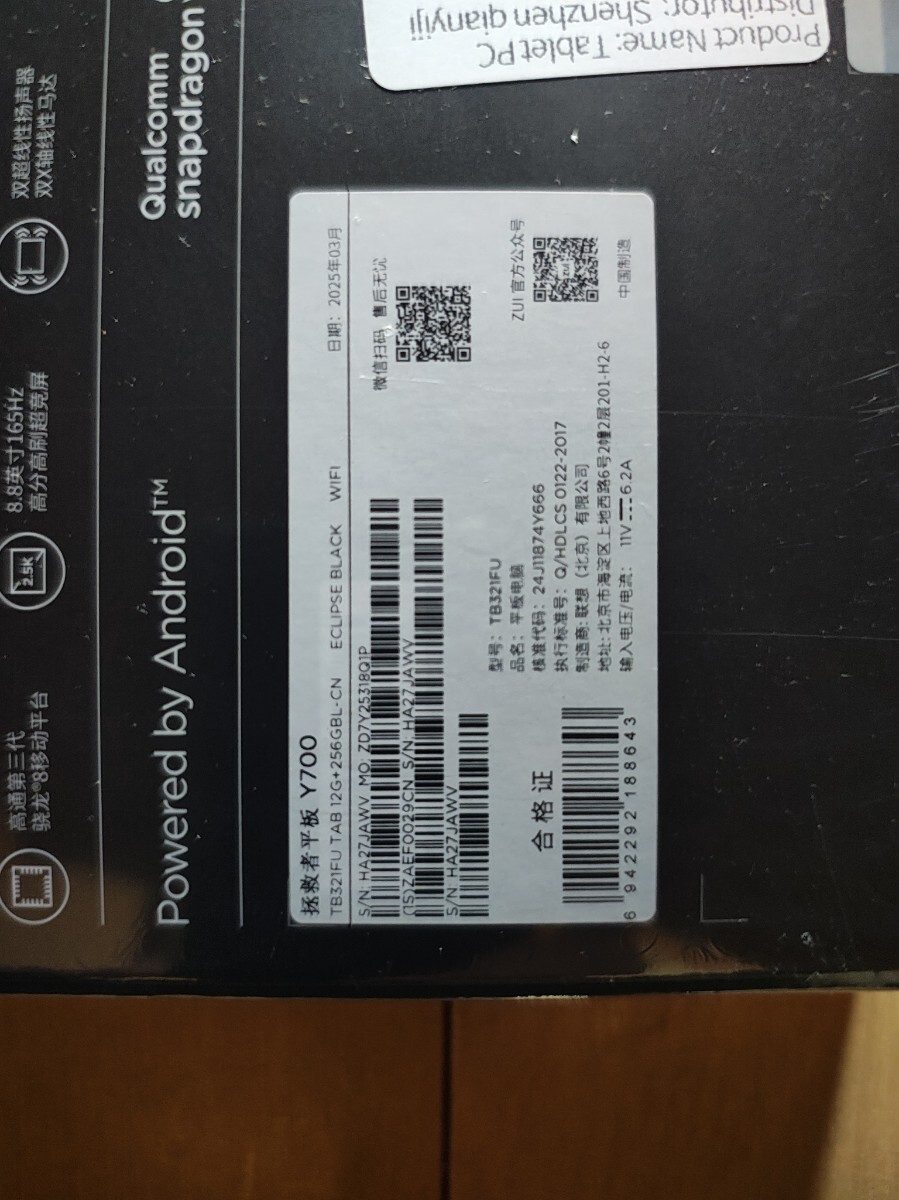 高通第三代
骁龙®8移动平台
2.5K
8.8英寸165Hz
高分高刷超竞屏
双超线性扬声器
双X轴线性马达
Powered by Android™
Qualcomm
snapdragon
拯救者平板 Y700
TB321FU TAB 12G+256GBL-CN ECLIPSE BLACK WIFI 日期：2025年03月
S/N: HA27JAWV MO: ZD7Y25318Q1P
(1S)ZAEF0029CN S/N: HA27JAWV
S/N: HA27JAWV
微信扫码 售后无忧
ZUI 官方公众号
ZUI
中国制造
合格证
6 942292 188643
型号：TB321FU
品名：平板电脑
核准代码：24J11874Y666
执行标准号：Q/HDLCS 0122-2017
制造商：联想（北京）有限公司
地址：北京市海淀区上地西路6号2幢2层201-H2-6
输入电压/电流： 11V⎓6.2A
Product Name: Tablet PC
Distributor: Shenzhen qianyiji